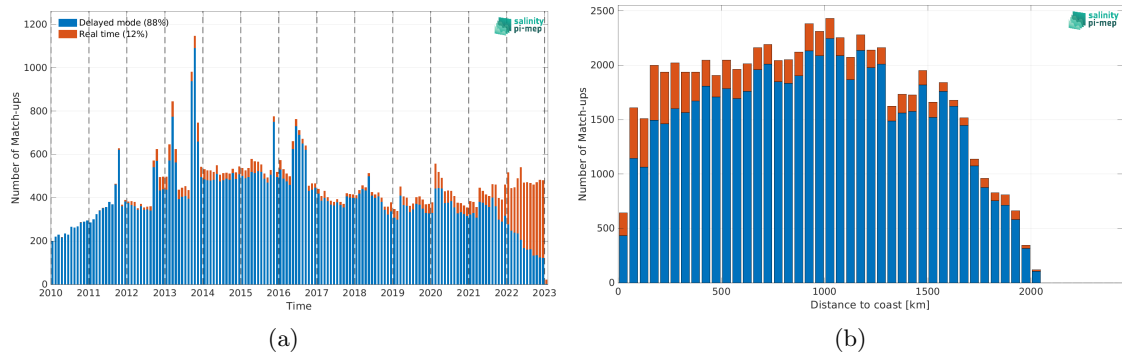 1200
1000
800
600
400
200
0
Number of Match-ups
Delayed mode (88%)
Real time (12%)
salinity
pi-mep
2010 2011 2012 2013 2014 2015 2016 2017 2018 2019 2020 2021 2022 2023
Time
(a)
2500
2000
1500
1000
500
0
Number of Match-ups
salinity
pi-mep
0 500 1000 1500 2000
Distance to coast [km]
(b)